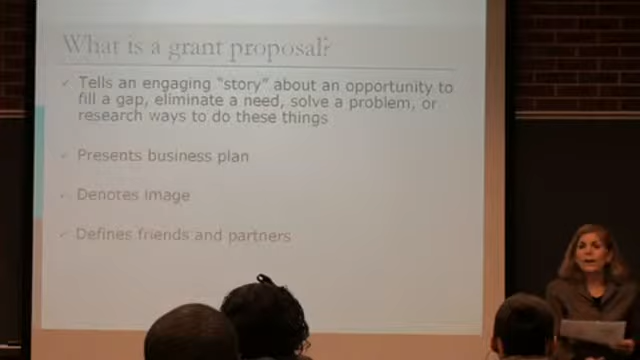 What is a grant proposal?
✓ Tells an engaging "story" about an opportunity to
fill a gap, eliminate a need, solve a problem, or
research ways to do these things
✓ Presents business plan
✓ Denotes image
✓ Defines friends and partners